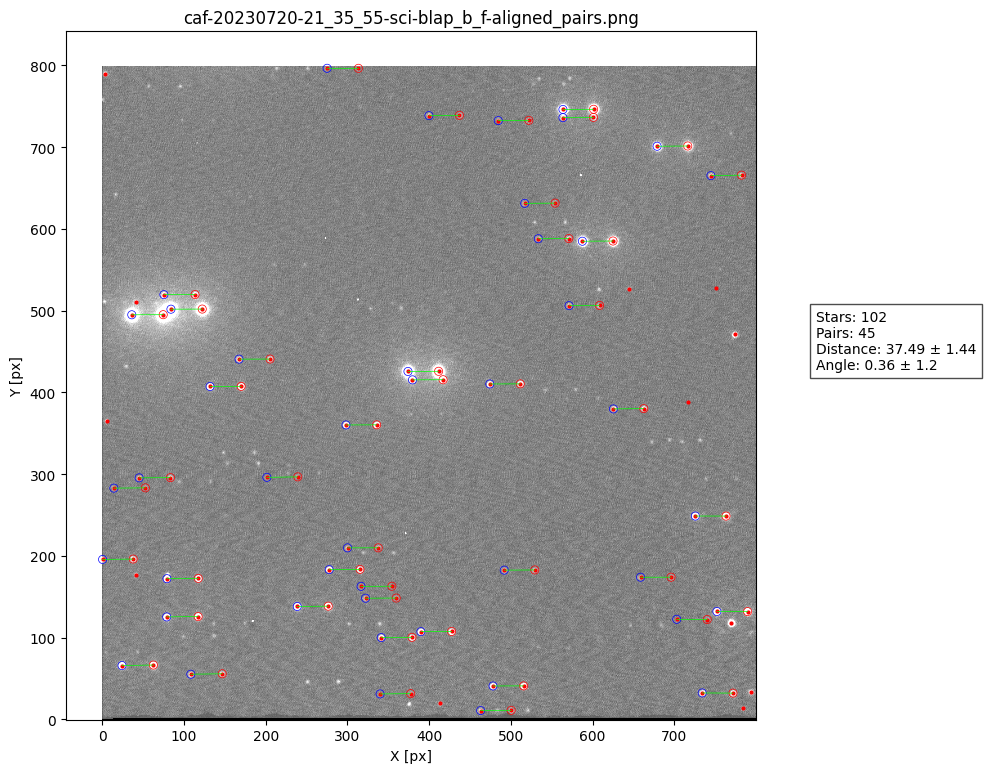 caf-20230720-21_35_55-sci-blap_b_f-aligned_pairs.png
800
700
600
500
400
300
200
100
0
Y [px]
0 100 200 300 400 500 600 700
X [px]
Stars: 102
Pairs: 45
Distance: 37.49 ± 1.44
Angle: 0.36 ± 1.2